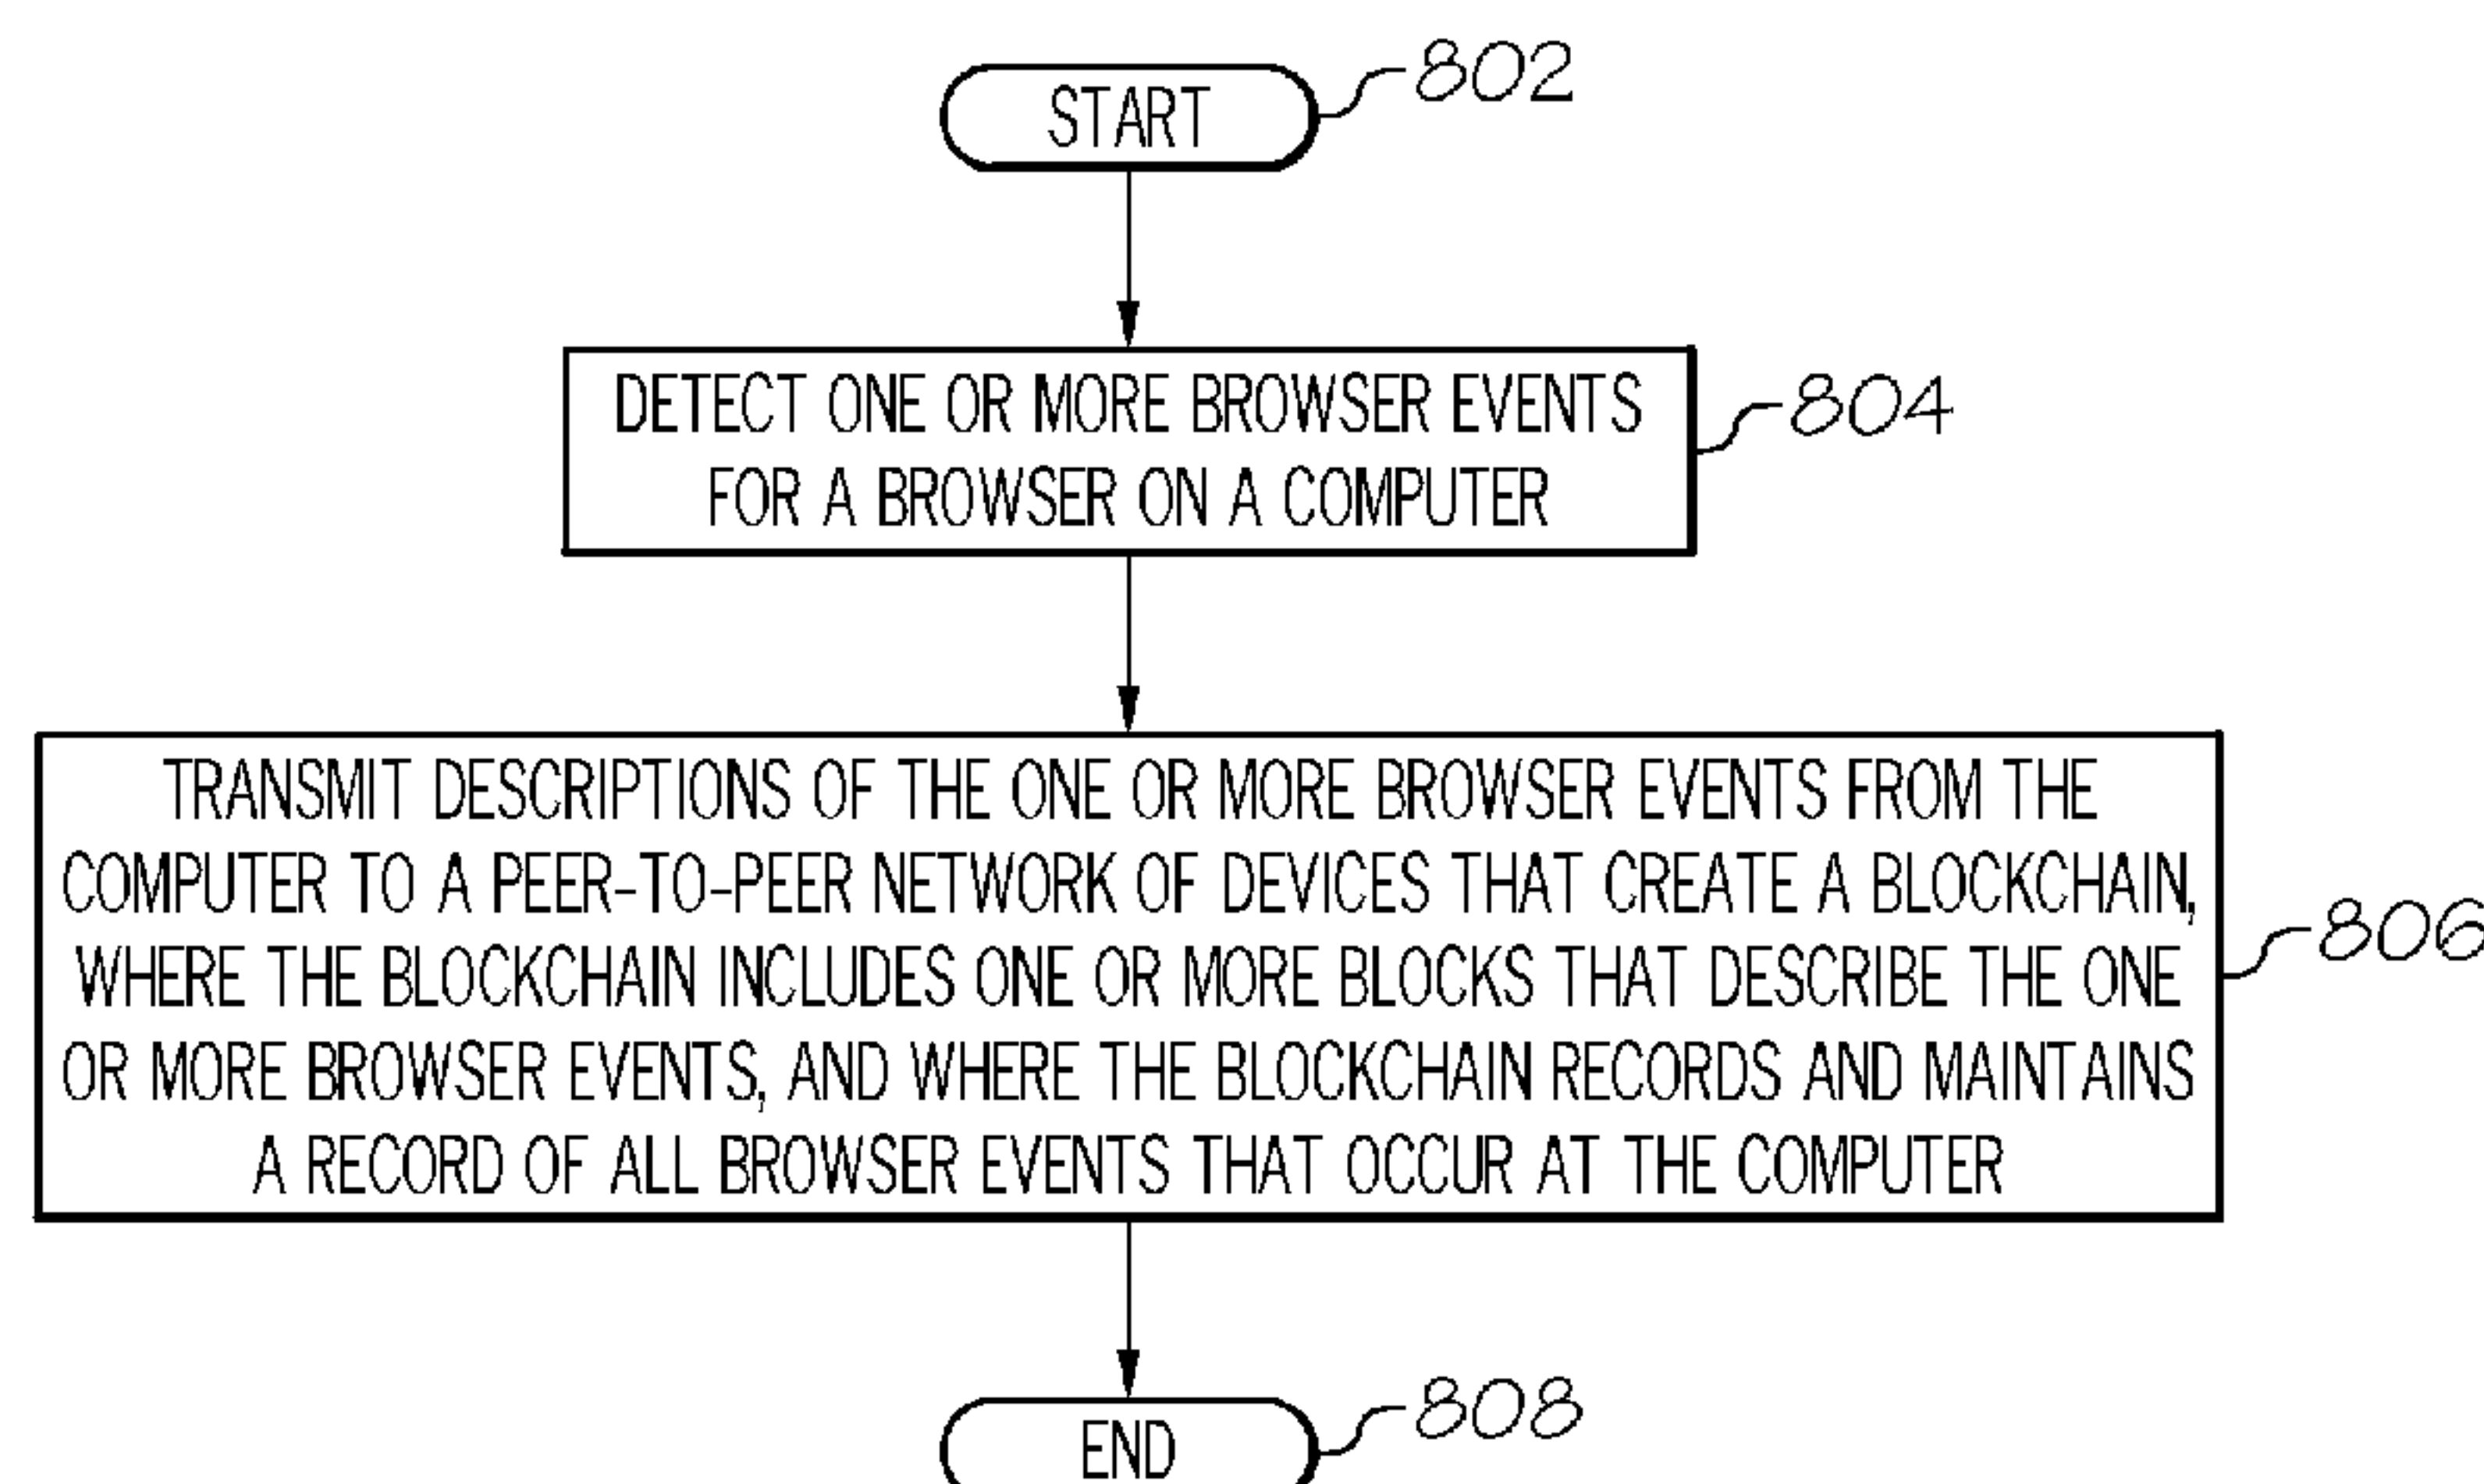 START
802
DETECT ONE OR MORE BROWSER EVENTS
FOR A BROWSER ON A COMPUTER
804
TRANSMIT DESCRIPTIONS OF THE ONE OR MORE BROWSER EVENTS FROM THE
COMPUTER TO A PEER-TO-PEER NETWORK OF DEVICES THAT CREATE A BLOCKCHAIN,
WHERE THE BLOCKCHAIN INCLUDES ONE OR MORE BLOCKS THAT DESCRIBE THE ONE
OR MORE BROWSER EVENTS, AND WHERE THE BLOCKCHAIN RECORDS AND MAINTAINS
A RECORD OF ALL BROWSER EVENTS THAT OCCUR AT THE COMPUTER
806
END
808